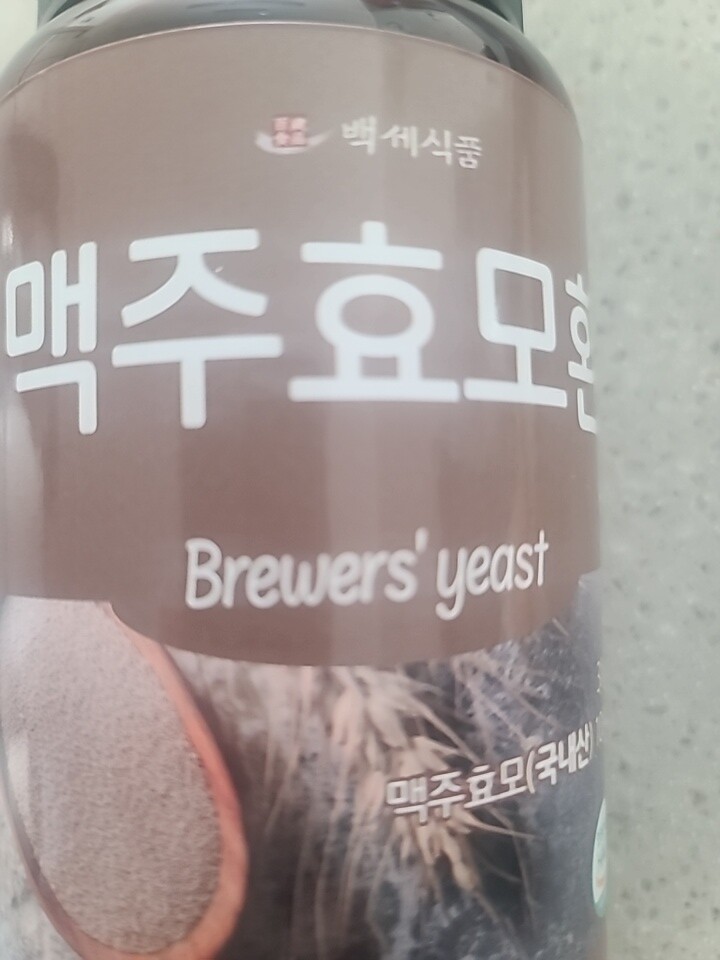 백세식품
맥주효모환
Brewers' yeast
맥주효모(국내산)